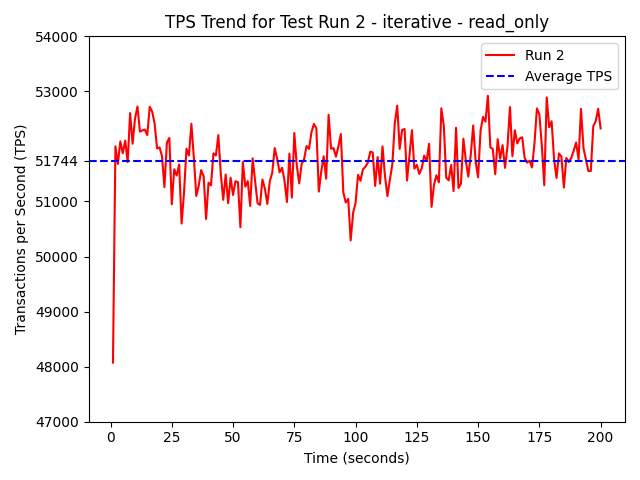 TPS Trend for Test Run 2 - iterative - read_only
Run 2
Average TPS
Transactions per Second (TPS)
54000
53000
51744
51000
50000
49000
48000
47000
0 25 50 75 100 125 150 175 200
Time (seconds)